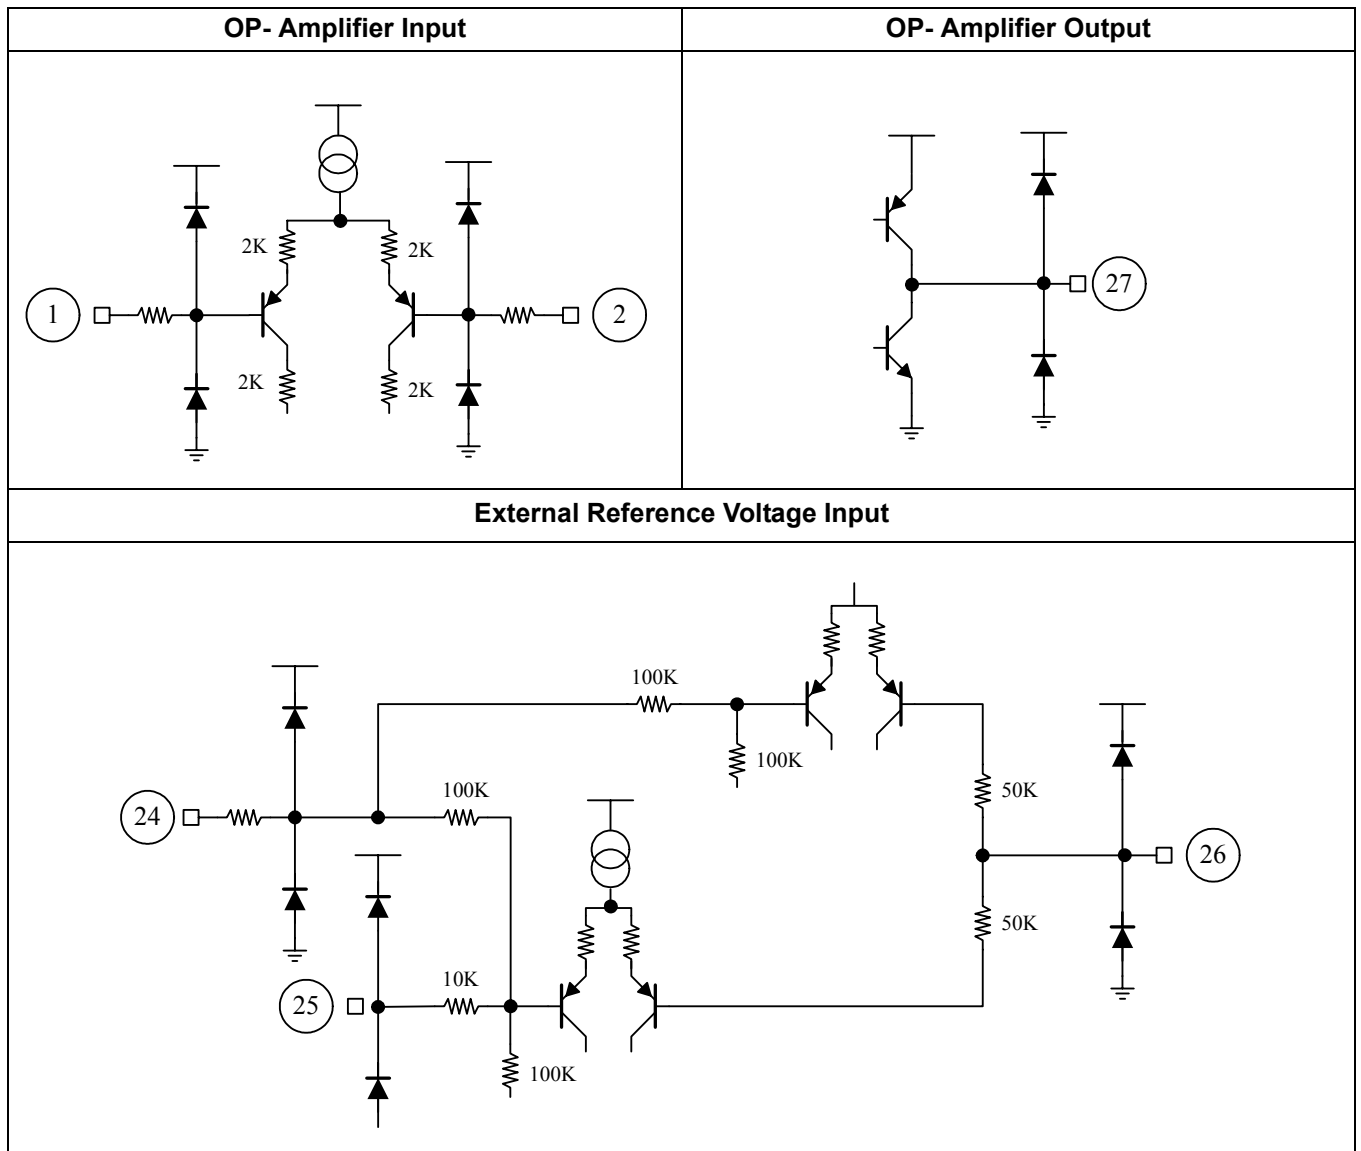 OP- Amplifier Input
OP- Amplifier Output
2K
2K
1
2
2K
2K
27
External Reference Voltage Input
100K
100K
100K
50K
24
26
50K
10K
25
100K